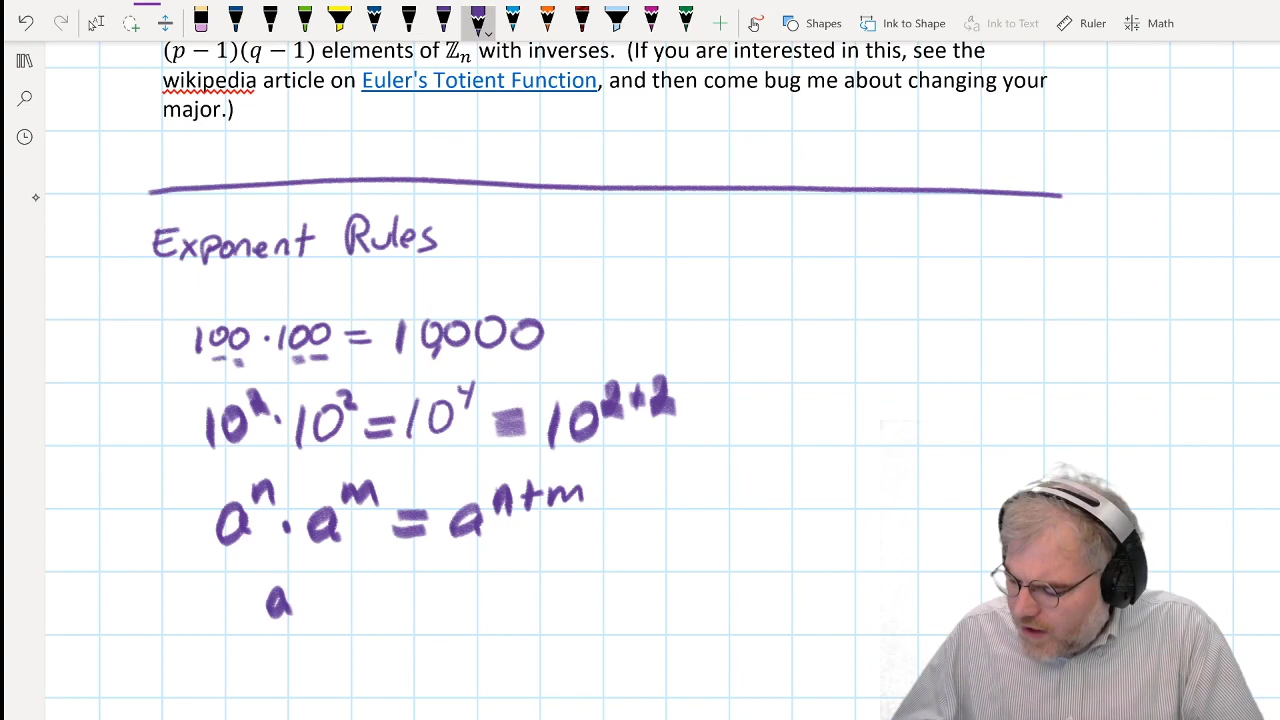 Shapes Ink to Shape Ink to Text Ruler Math
(p − 1)(q − 1) elements of ℤₙ with inverses. (If you are interested in this, see the
wikipedia article on Euler's Totient Function, and then come bug me about changing your
major.)
Exponent Rules
100 · 100 = 10,000
10² · 10² = 10⁴ = 10²⁺²
aⁿ · aᵐ = aⁿ⁺ᵐ
a